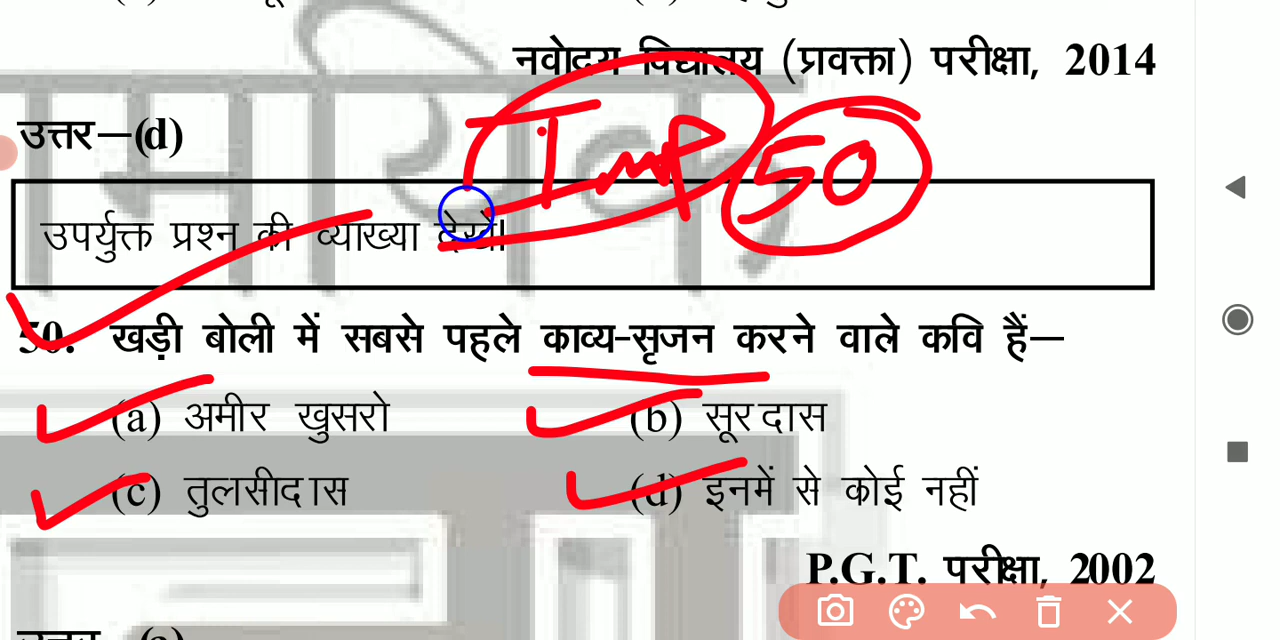 नवोदय विद्यालय (प्रवक्ता) परीक्षा, 2014
उत्तर—(d)
Imp 50
उपर्युक्त प्रश्न की व्याख्या देखें।
50. खड़ी बोली में सबसे पहले काव्य-सृजन करने वाले कवि हैं—
(a) अमीर खुसरो (b) सूरदास
(c) तुलसीदास (d) इनमें से कोई नहीं
P.G.T. परीक्षा, 2002